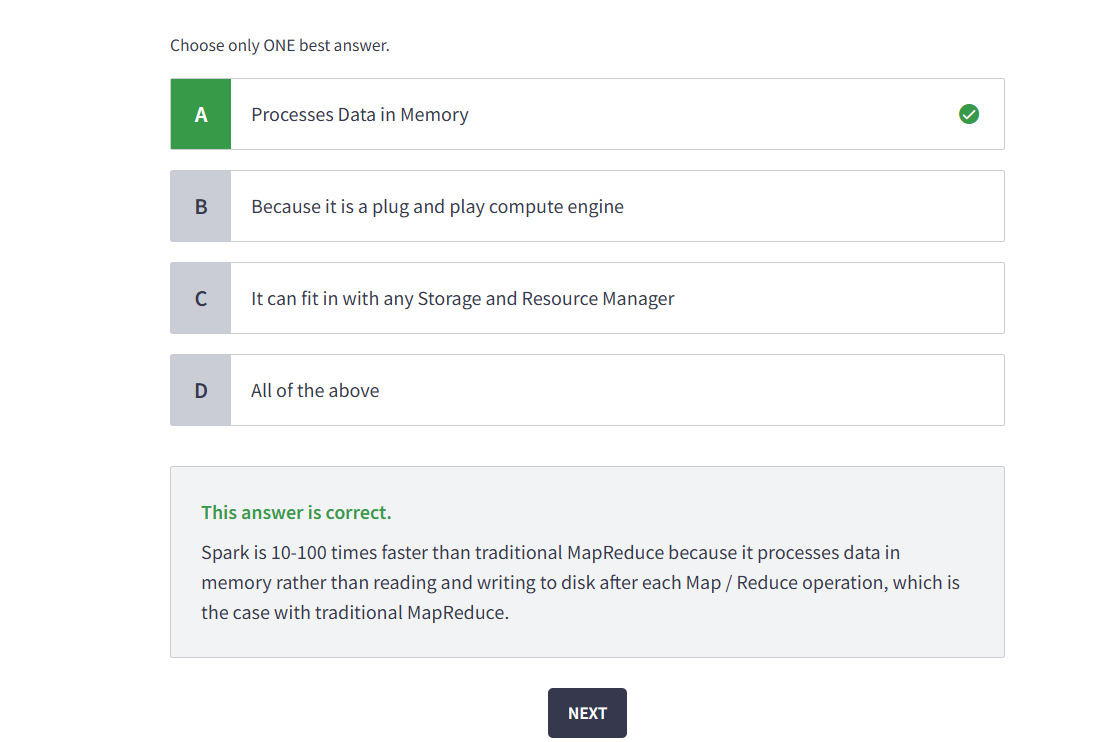 Choose only ONE best answer.
A
Processes Data in Memory
B
Because it is a plug and play compute engine
C
It can fit in with any Storage and Resource Manager
D
All of the above
This answer is correct.
Spark is 10-100 times faster than traditional MapReduce because it processes data in
memory rather than reading and writing to disk after each Map / Reduce operation, which is
the case with traditional MapReduce.
NEXT